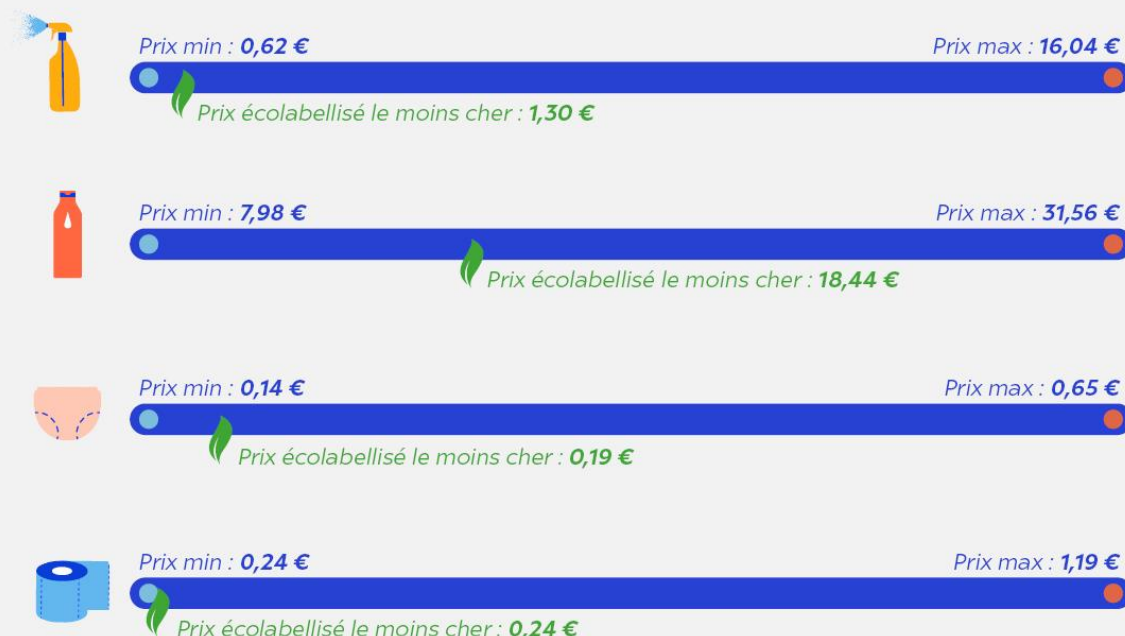 Prix min : 0,62 €
Prix max : 16,04 €
Prix écolabellisé le moins cher : 1,30 €
Prix min : 7,98 €
Prix max : 31,56 €
Prix écolabellisé le moins cher : 18,44 €
Prix min : 0,14 €
Prix max : 0,65 €
Prix écolabellisé le moins cher : 0,19 €
Prix min : 0,24 €
Prix max : 1,19 €
Prix écolabellisé le moins cher : 0,24 €